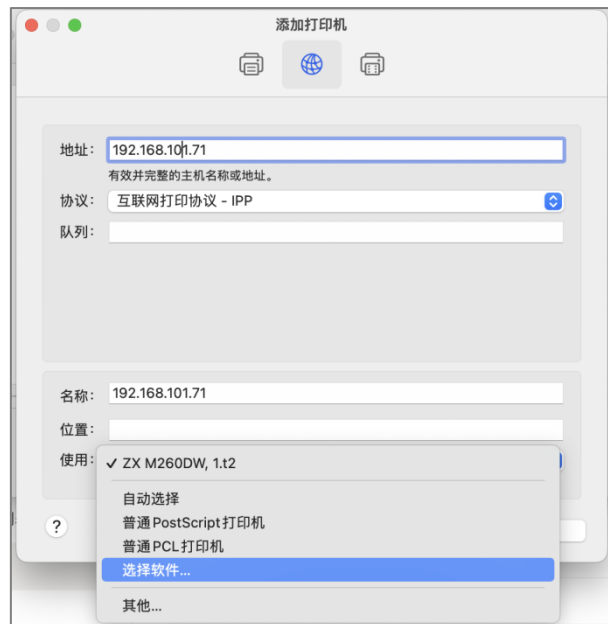 添加打印机
地址: 192.168.101.71
有效并完整的主机名称或地址。
协议: 互联网打印协议 - IPP
队列:
名称: 192.168.101.71
位置:
使用: ✓ ZX M260DW, 1.t2
自动选择
普通PostScript打印机
普通PCL打印机
选择软件...
?
其他...